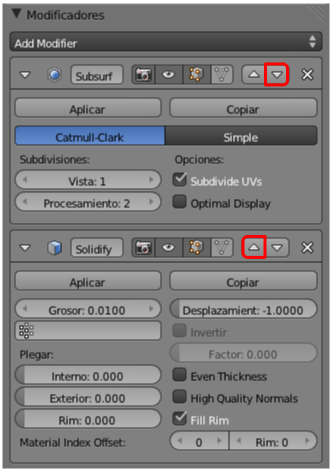 Modificadores
Add Modifier
Subsurf
Aplicar Copiar
Catmull-Clark Simple
Subdivisiones: Opciones:
Vista: 1 Subdivide UVs
Procesamiento: 2 Optimal Display
Solidify
Aplicar Copiar
Grosor: 0.0100 Desplazamient: -1.0000
Invertir
Factor: 0.000
Plegar:
Interno: 0.000 Even Thickness
Exterior: 0.000 High Quality Normals
Rim: 0.000 Fill Rim
Material Index Offset: 0 Rim: 0